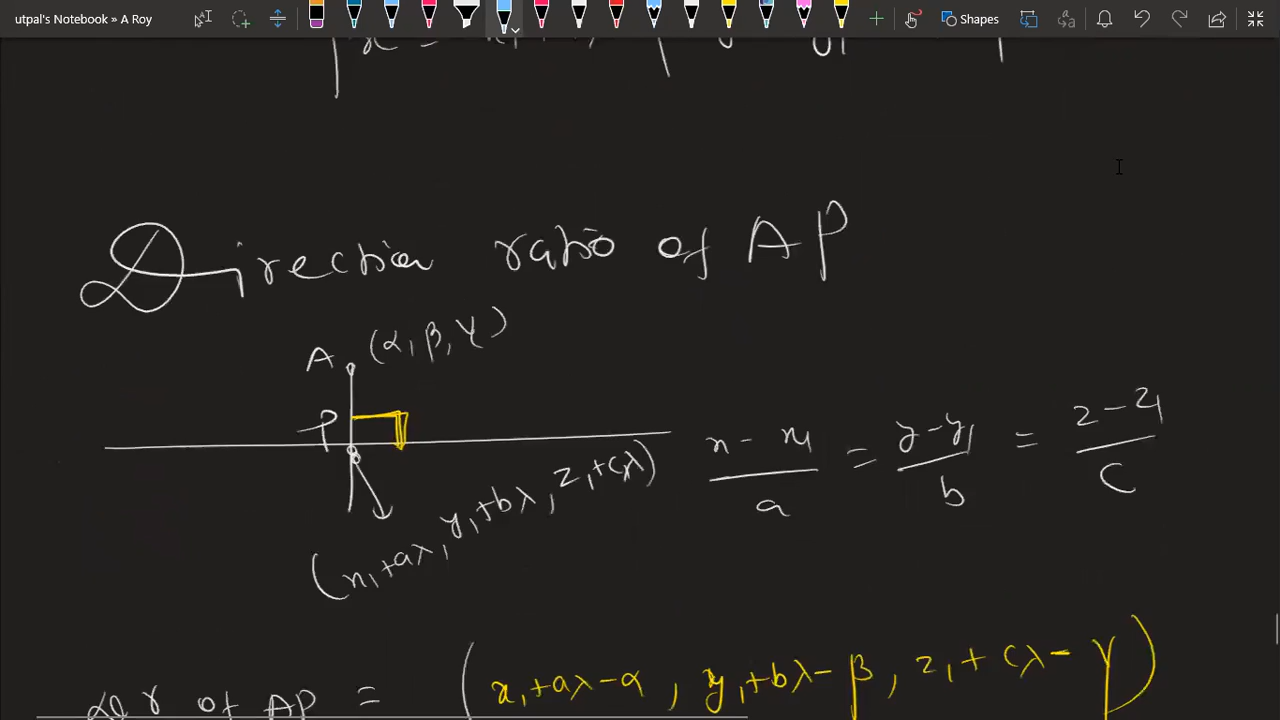 utpal's Notebook » A Roy
Shapes
Direction ratio of AP
A (α, β, γ)
P
(x₁+aλ, y₁+bλ, z₁+cλ)
x - x₁ / a = y - y₁ / b = z - z₁ / c
dr of AP = (x₁+aλ-α, y₁+bλ-β, z₁+cλ-γ)